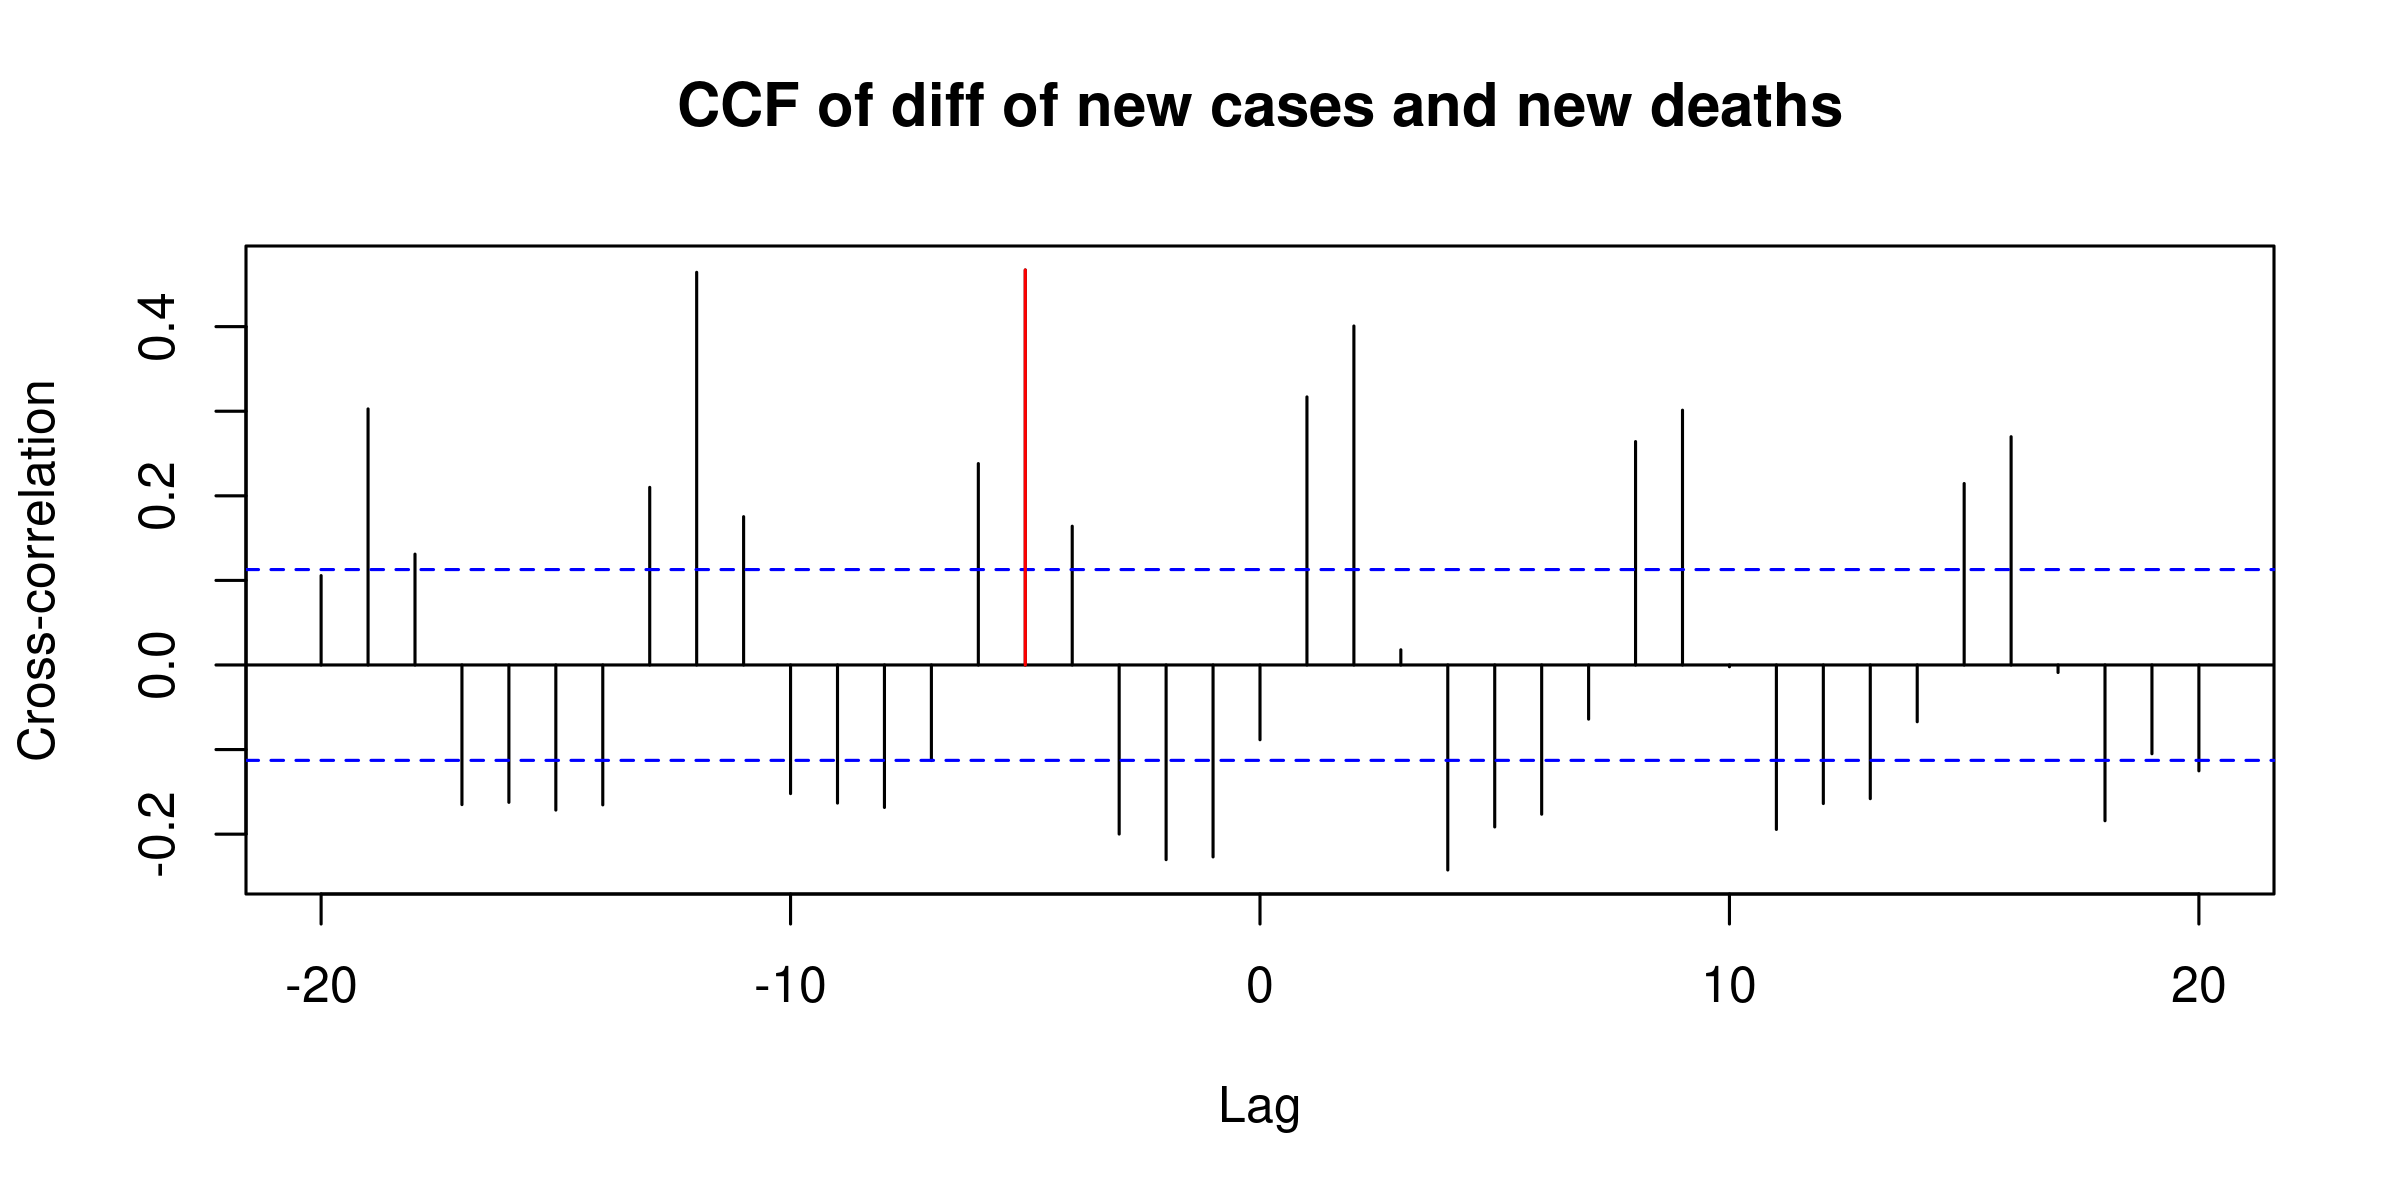 CCF of diff of new cases and new deaths
Cross-correlation
0.4
0.2
0.0
-0.2
-20 -10 0 10 20
Lag